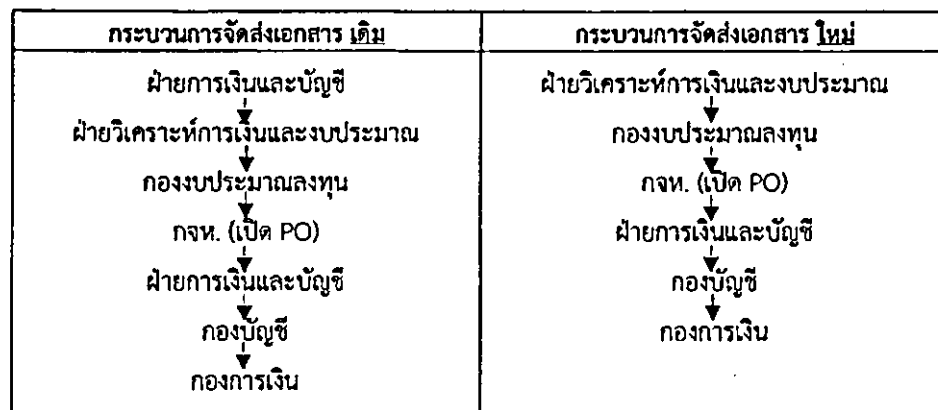 กระบวนการจัดส่งเอกสาร เดิม
ฝ่ายการเงินและบัญชี
ฝ่ายวิเคราะห์การเงินและงบประมาณ
กองงบประมาณลงทุน
กจห. (เปิด PO)
ฝ่ายการเงินและบัญชี
กองบัญชี
กองการเงิน
กระบวนการจัดส่งเอกสาร ใหม่
ฝ่ายวิเคราะห์การเงินและงบประมาณ
กองงบประมาณลงทุน
กจห. (เปิด PO)
ฝ่ายการเงินและบัญชี
กองบัญชี
กองการเงิน